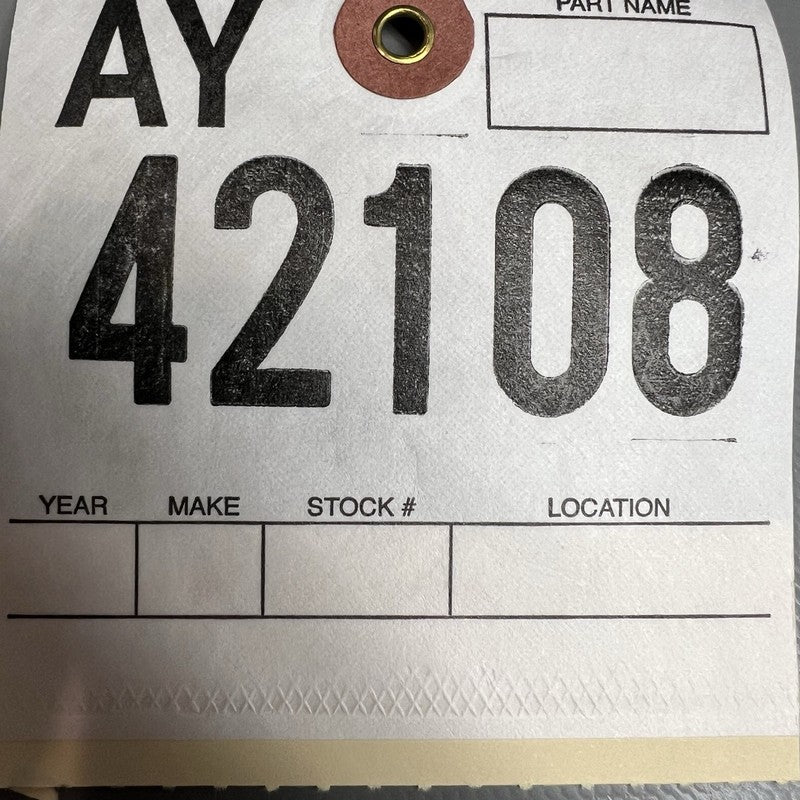 AY
PART NAME
42108
YEAR MAKE STOCK # LOCATION